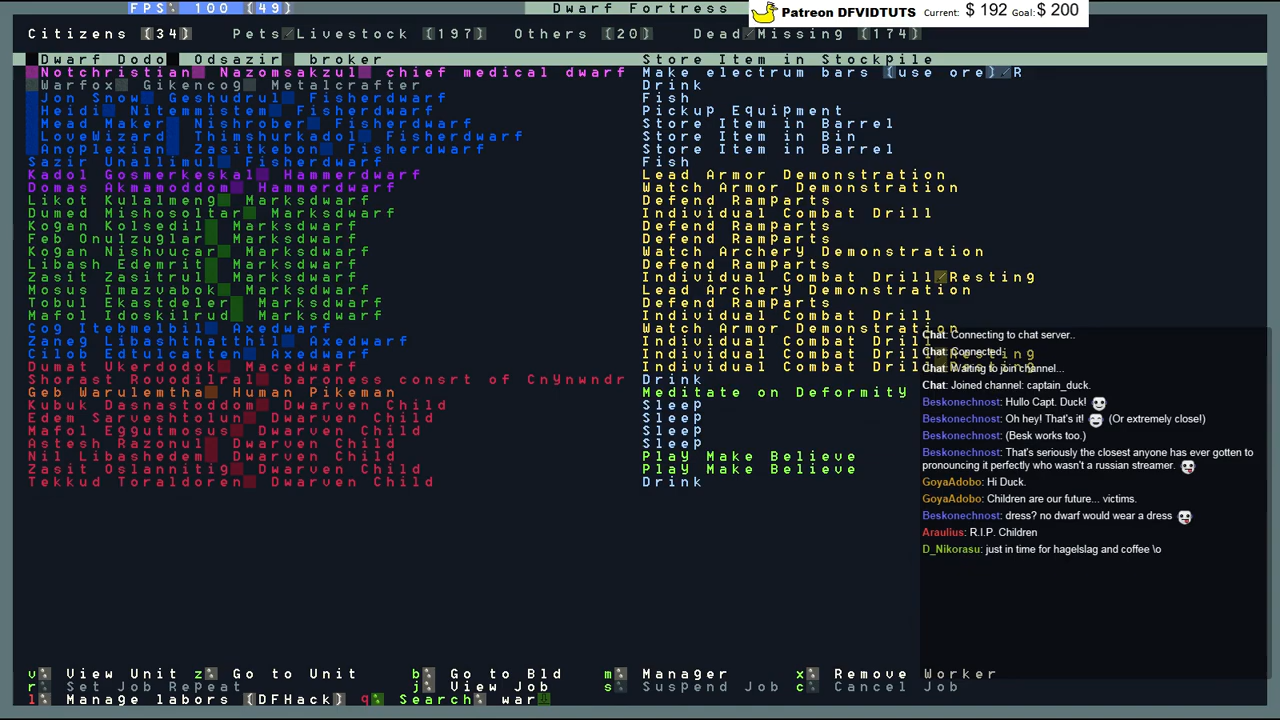 FPS: 100 (49)
Dwarf Fortress
Patreon DFVIDTUTS Current: $ 192 Goal: $ 200
Citizens (34) Pets/Livestock (197) Others (20) Dead/Missing (174)
Dwarf Dodo Odsazir broker Store Item in Stockpile
Notchristian Nazomsakzul chief medical dwarf Make electrum bars (use ore)/R
Warfox Gikencog Metalcrafter Drink
Jon Snow Geshudrul Fisherdwarf Fish
Heidi Nitemmistem Fisherdwarf Pickup Equipment
Mead Maker Nishrober Fisherdwarf Store Item in Barrel
LoveWizard Thimshurkadol Fisherdwarf Store Item in Bin
Anoplexian Zasitkebon Fisherdwarf Store Item in Barrel
Sazir Unallimul Fisherdwarf Fish
Kadol Gosmerkeskal Hammerdwarf Lead Armor Demonstration
Domas Akmamoddom Hammerdwarf Watch Armor Demonstration
Likot Kulalmeng Marksdwarf Defend Ramparts
Dumed Mishosoltar Marksdwarf Individual Combat Drill
Kogan Kolsedil Marksdwarf Defend Ramparts
Feb Onulzuglar Marksdwarf Defend Ramparts
Kogan Nishvucar Marksdwarf Watch Archery Demonstration
Libash Edemrit Marksdwarf Defend Ramparts
Zasit Zasitrul Marksdwarf Individual Combat Drill/Resting
Mosus Imazvabok Marksdwarf Lead Archery Demonstration
Tobul Ekastdeler Marksdwarf Defend Ramparts
Mafol Idoskilrud Marksdwarf Individual Combat Drill
Cog Itebmelbil Axedwarf Watch Armor Demonstration
Zaneg Libashthatthil Axedwarf Individual Combat Drill
Cilob Edtulcatten Axedwarf Individual Combat Drill/Resting
Dumat Ukerdodok Macedwarf Individual Combat Drill
Shorast Rovodilral baroness consrt of Cnynwndr Drink
Geb Warulemtha Human Pikeman Meditate on Deformity
Kubuk Dasnastoddom Dwarven Child Sleep
Edem Sarveshtolun Dwarven Child Sleep
Mafol Eggutmosus Dwarven Child Sleep
Astesh Razonul Dwarven Child Sleep
Nil Libashedem Dwarven Child Play Make Believe
Zasit Oslannitig Dwarven Child Play Make Believe
Tekkud Toraldoren Dwarven Child Drink
Chat: Connecting to chat server..
Chat: Connected.
Chat: Waiting to join channel...
Chat: Joined channel: captain_duck.
Beskonechnost: Hullo Capt. Duck!
Beskonechnost: Oh hey! That's it! (Or extremely close!)
Beskonechnost: (Besk works too.)
Beskonechnost: That's seriously the closest anyone has ever gotten to
pronouncing it perfectly who wasn't a russian streamer.
GoyaAdobo: Hi Duck.
GoyaAdobo: Children are our future... victims.
Beskonechnost: dress? no dwarf would wear a dress
Araulius: R.I.P. Children
D_Nikorasu: just in time for hagelslag and coffee \o
v: View Unit z: Go to Unit b: Go to Bld m: Manager x: Remove Worker
r: Set Job Repeat j: View Job s: Suspend Job c: Cancel Job
l: Manage labors (DFHack) q: Search: war